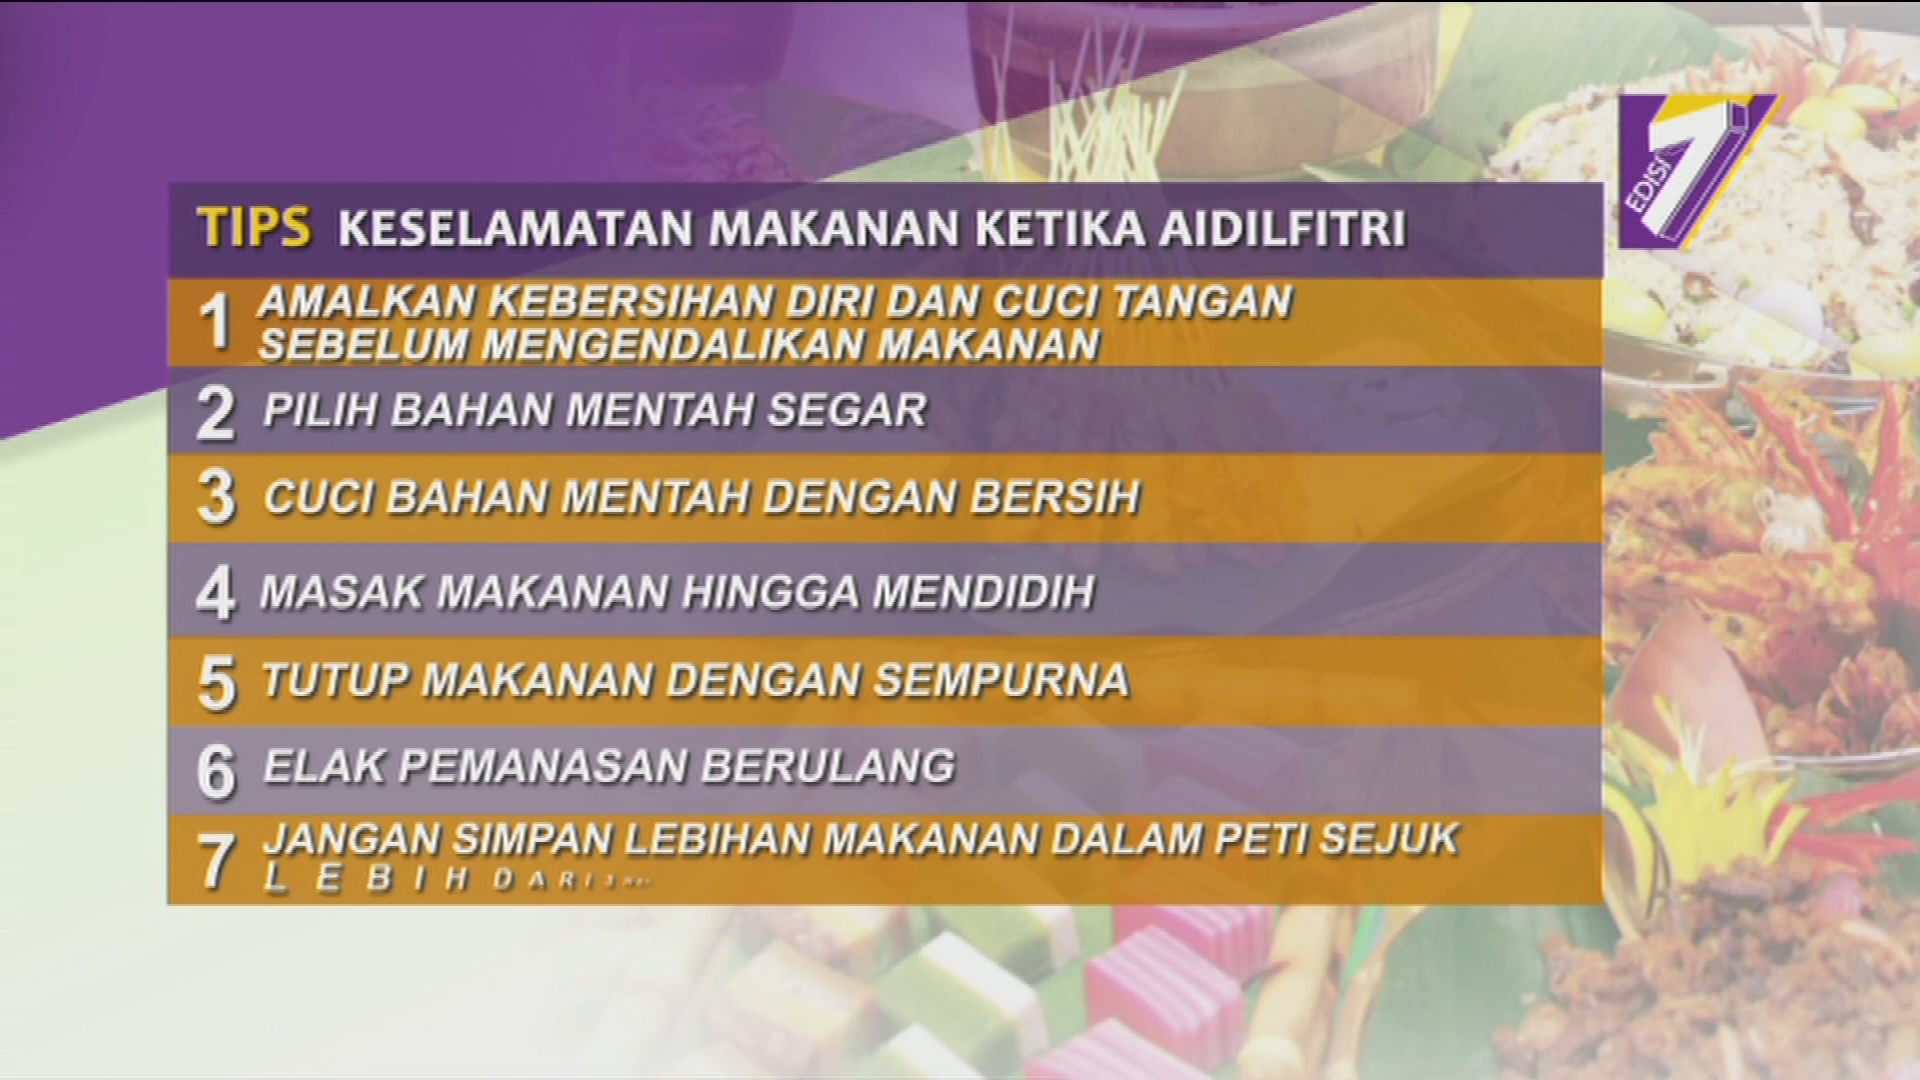 EDISI 7
TIPS KESELAMATAN MAKANAN KETIKA AIDILFITRI
1 AMALKAN KEBERSIHAN DIRI DAN CUCI TANGAN
SEBELUM MENGENDALIKAN MAKANAN
2 PILIH BAHAN MENTAH SEGAR
3 CUCI BAHAN MENTAH DENGAN BERSIH
4 MASAK MAKANAN HINGGA MENDIDIH
5 TUTUP MAKANAN DENGAN SEMPURNA
6 ELAK PEMANASAN BERULANG
7 JANGAN SIMPAN LEBIHAN MAKANAN DALAM PETI SEJUK
LEBIH DARI 3